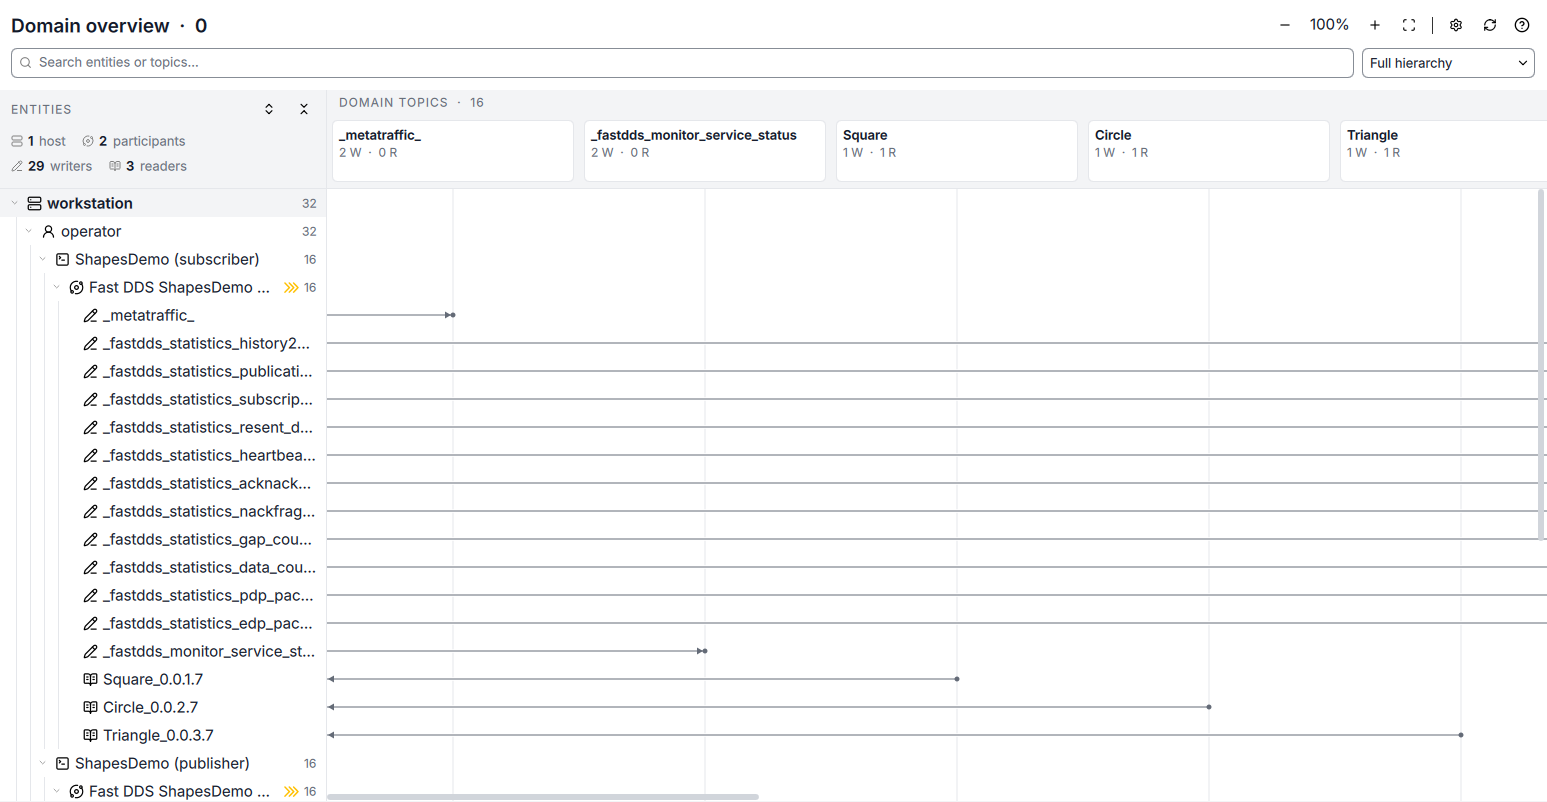 Domain overview · 0
100%
Search entities or topics...
Full hierarchy
ENTITIES
1 host 2 participants
29 writers 3 readers
DOMAIN TOPICS · 16
_metatraffic_
2 W · 0 R
_fastdds_monitor_service_status
2 W · 0 R
Square
1 W · 1 R
Circle
1 W · 1 R
Triangle
1 W · 1 R
workstation 32
operator 32
ShapesDemo (subscriber) 16
Fast DDS ShapesDemo ... 16
_metatraffic_
_fastdds_statistics_history2...
_fastdds_statistics_publicati...
_fastdds_statistics_subscrip...
_fastdds_statistics_resent_d...
_fastdds_statistics_heartbea...
_fastdds_statistics_acknack...
_fastdds_statistics_nackfrag...
_fastdds_statistics_gap_cou...
_fastdds_statistics_data_cou...
_fastdds_statistics_pdp_pac...
_fastdds_statistics_edp_pac...
_fastdds_monitor_service_st...
Square_0.0.1.7
Circle_0.0.2.7
Triangle_0.0.3.7
ShapesDemo (publisher) 16
Fast DDS ShapesDemo ... 16